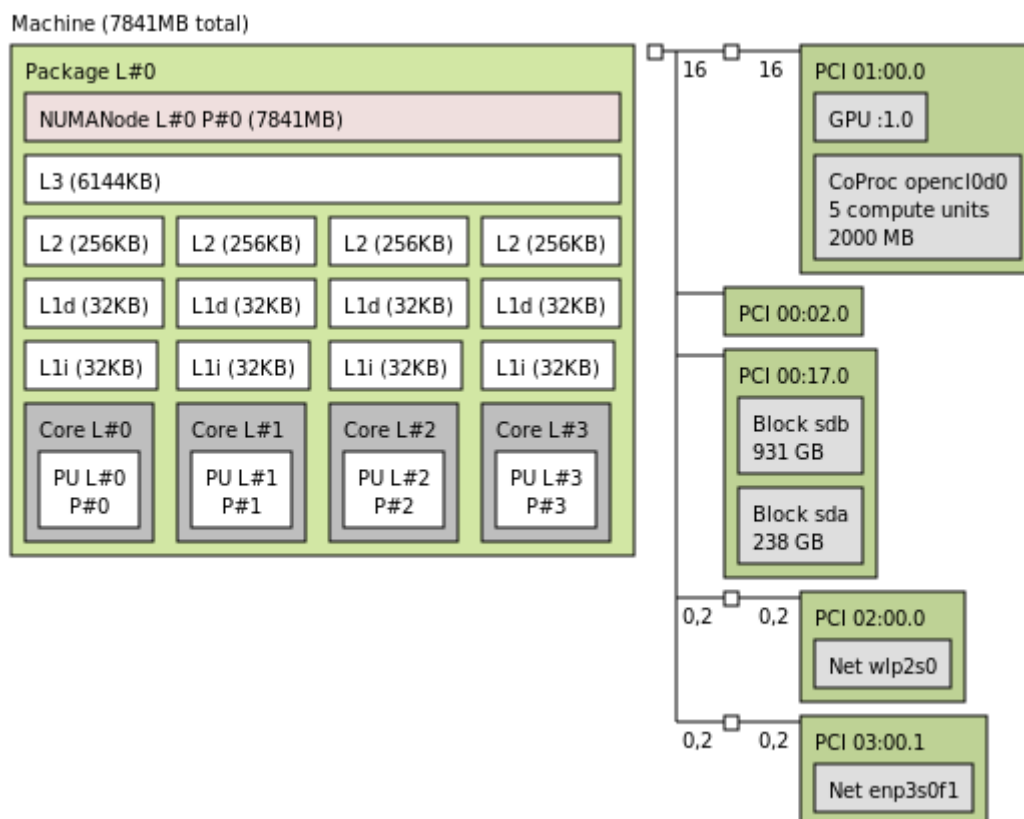 Machine (7841MB total)
Package L#0
NUMANode L#0 P#0 (7841MB)
L3 (6144KB)
L2 (256KB) L2 (256KB) L2 (256KB) L2 (256KB)
L1d (32KB) L1d (32KB) L1d (32KB) L1d (32KB)
L1i (32KB) L1i (32KB) L1i (32KB) L1i (32KB)
Core L#0 Core L#1 Core L#2 Core L#3
PU L#0 PU L#1 PU L#2 PU L#3
P#0 P#1 P#2 P#3
16 16 PCI 01:00.0
GPU :1.0
CoProc opencl0d0
5 compute units
2000 MB
PCI 00:02.0
PCI 00:17.0
Block sdb
931 GB
Block sda
238 GB
0,2 0,2 PCI 02:00.0
Net wlp2s0
0,2 0,2 PCI 03:00.1
Net enp3s0f1